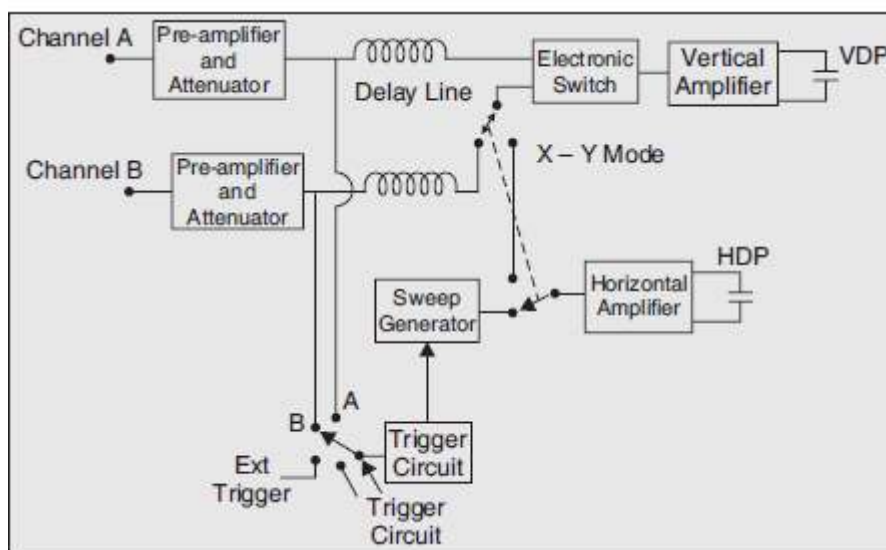 Channel A
Pre-amplifier
and
Attenuator
Delay Line
Electronic
Switch
Vertical
Amplifier
VDP
Channel B
Pre-amplifier
and
Attenuator
X – Y Mode
Sweep
Generator
Horizontal
Amplifier
HDP
A
B
Trigger
Circuit
Ext
Trigger
Trigger
Circuit